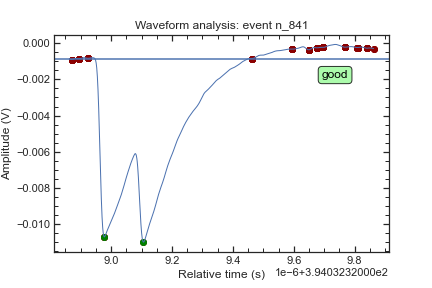 Waveform analysis: event n_841
0.000
−0.002
−0.004
−0.006
−0.008
−0.010
Amplitude (V)
good
9.0
9.2
9.4
9.6
9.8
Relative time (s)
1e−6+3.9403232000e2